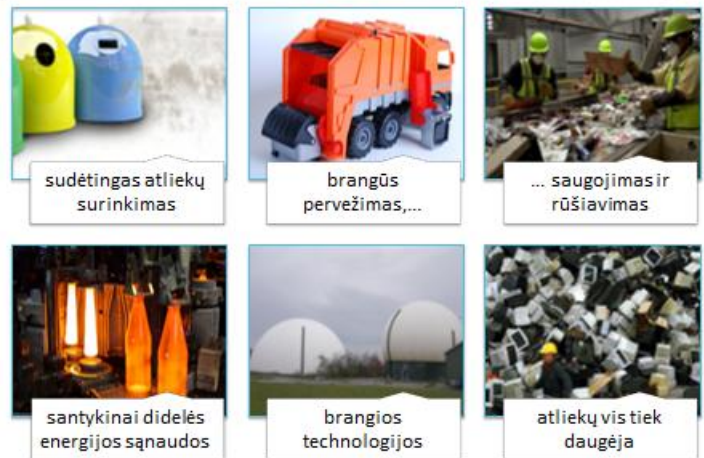 sudėtingas atliekų
surinkimas
brangūs
pervežimas,...
... saugojimas ir
rūšiavimas
santykinai didelės
energijos sąnaudos
brangios
technologijos
atliekų vis tiek
daugėja